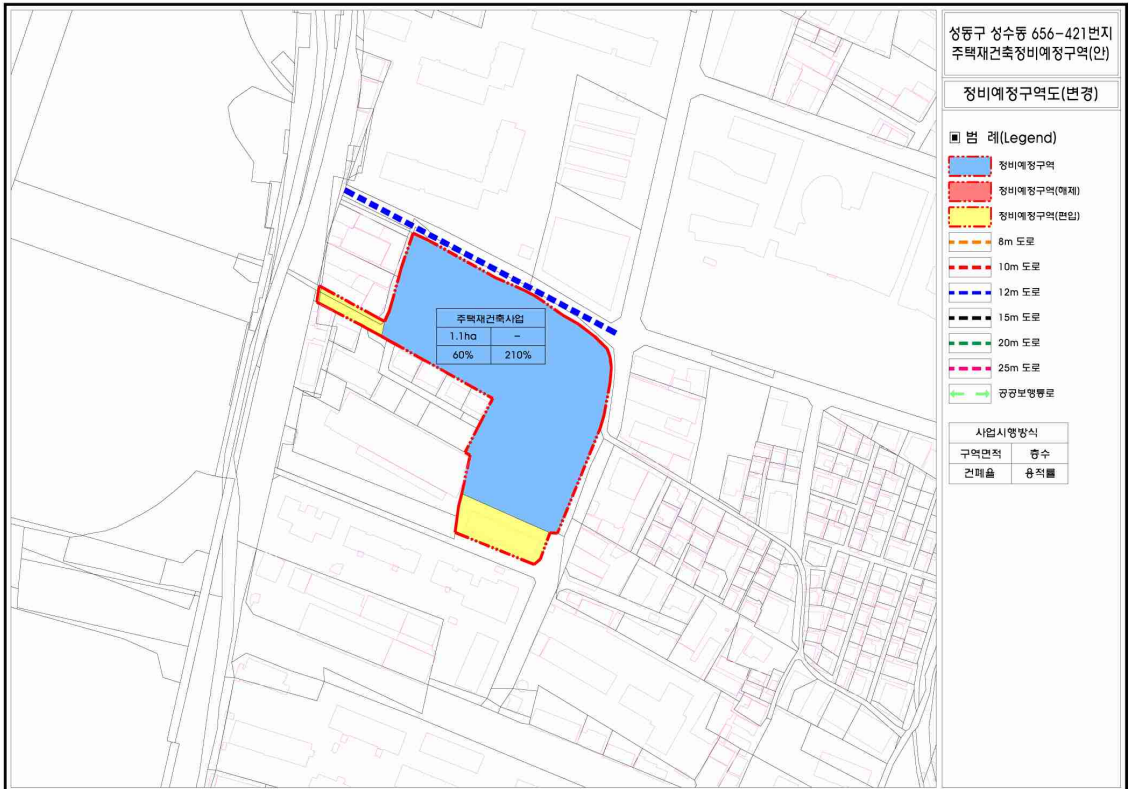 성동구 성수동 656-421번지
주택재건축정비예정구역(안)
정비예정구역도(변경)
▣ 범 례(Legend)
정비예정구역
정비예정구역(해제)
정비예정구역(편입)
8m 도로
10m 도로
12m 도로
15m 도로
20m 도로
25m 도로
공공보행통로
사업시행방식
구역면적 층수
건폐율 용적률
주택재건축사업
1.1ha -
60% 210%